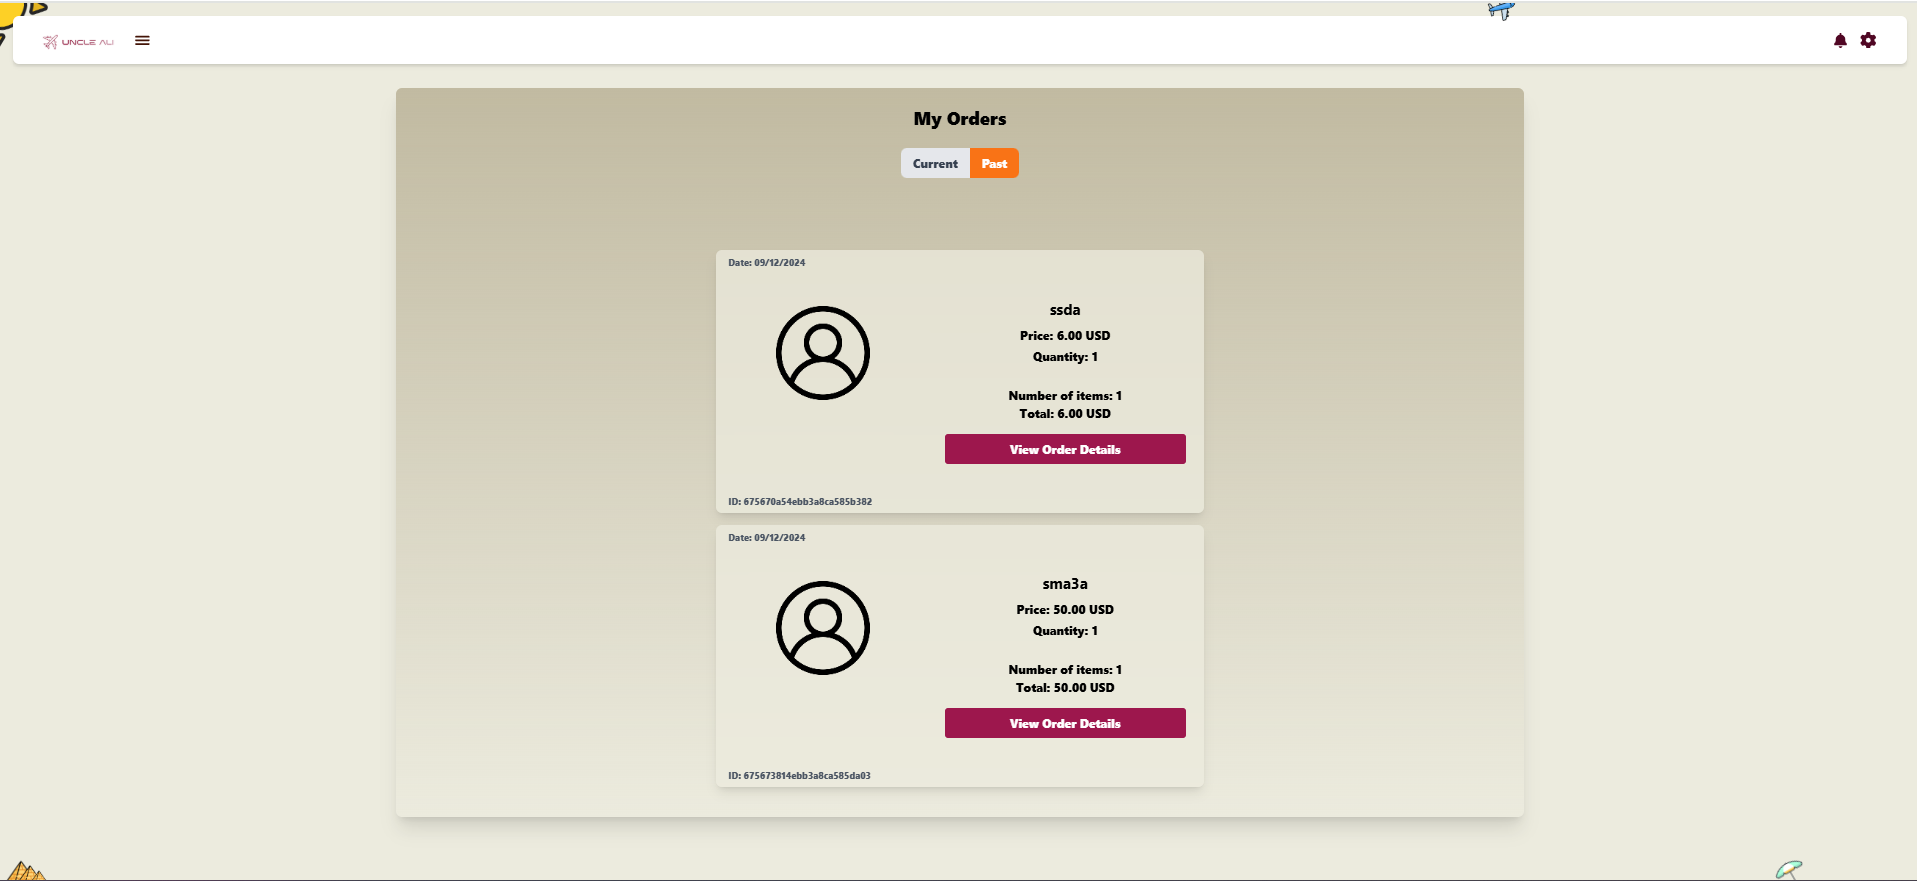 UNCLE ALI
My Orders
Current Past
Date: 09/12/2024
ssda
Price: 6.00 USD
Quantity: 1
Number of items: 1
Total: 6.00 USD
View Order Details
ID: 675670a54ebb3a8ca585b382
Date: 09/12/2024
sma3a
Price: 50.00 USD
Quantity: 1
Number of items: 1
Total: 50.00 USD
View Order Details
ID: 675673814ebb3a8ca585da03